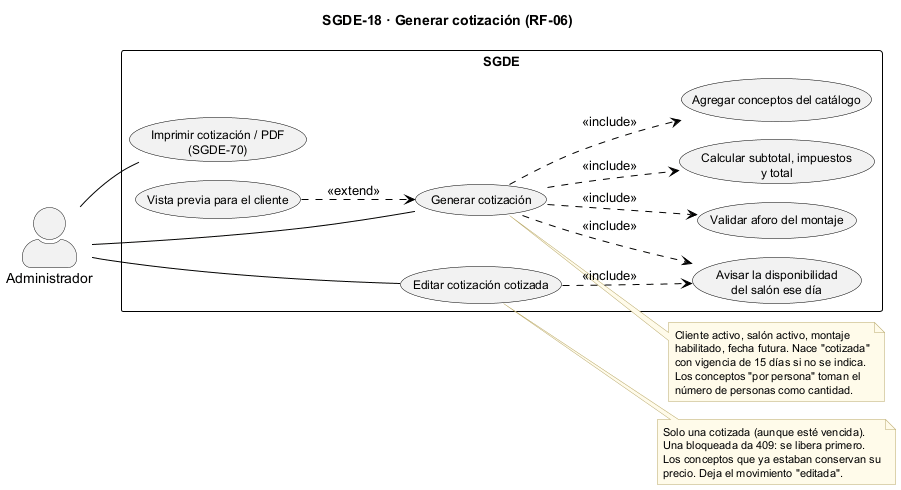 SGDE-18 · Generar cotización (RF-06)
SGDE
Agregar conceptos del catálogo
«include»
Imprimir cotización / PDF
(SGDE-70)
Calcular subtotal, impuestos
y total
«include»
Vista previa para el cliente
«extend»
Generar cotización
«include»
Validar aforo del montaje
«include»
Administrador
Editar cotización cotizada
«include»
Avisar la disponibilidad
del salón ese día
Cliente activo, salón activo, montaje
habilitado, fecha futura. Nace "cotizada"
con vigencia de 15 días si no se indica.
Los conceptos "por persona" toman el
número de personas como cantidad.
Solo una cotizada (aunque esté vencida).
Una bloqueada da 409: se libera primero.
Los conceptos que ya estaban conservan su
precio. Deja el movimiento "editada".